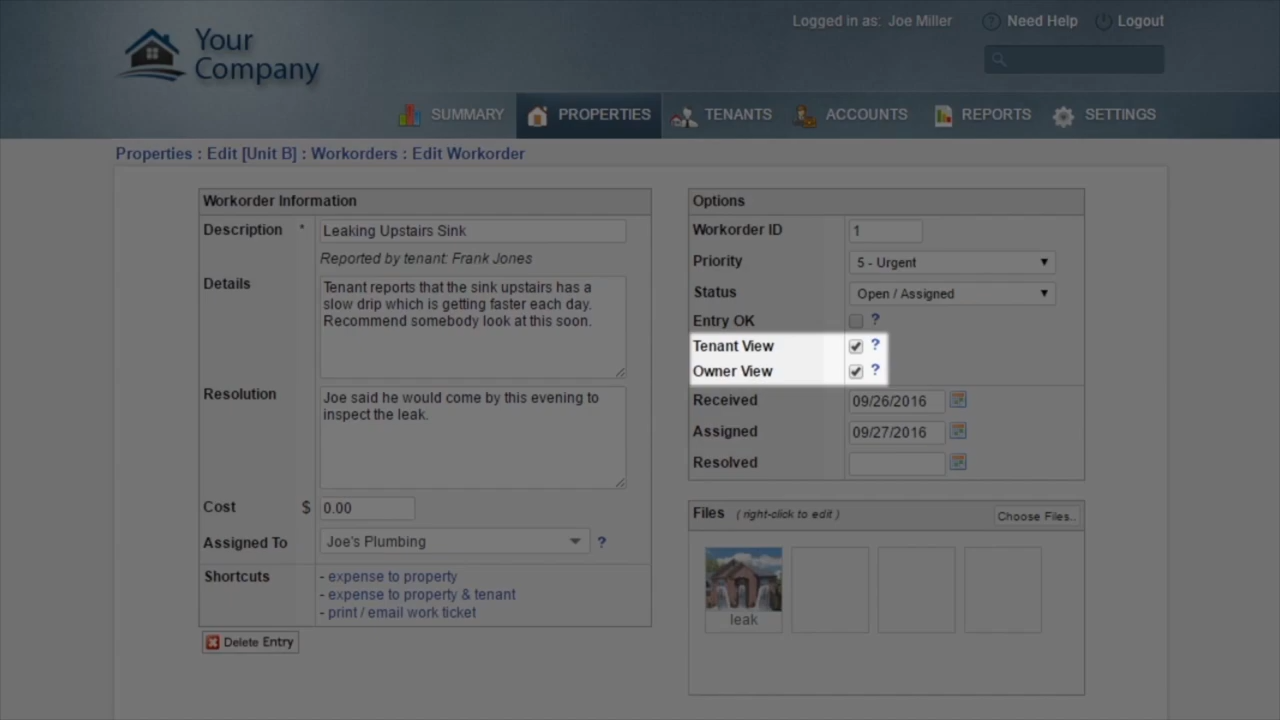 Logged in as: Joe Miller
Need Help
Logout
Your
Company
SUMMARY
PROPERTIES
TENANTS
ACCOUNTS
REPORTS
SETTINGS
Properties : Edit [Unit B] : Workorders : Edit Workorder
Workorder Information
Description * Leaking Upstairs Sink
Reported by tenant: Frank Jones
Details
Tenant reports that the sink upstairs has a
slow drip which is getting faster each day.
Recommend somebody look at this soon.
Resolution
Joe said he would come by this evening to
inspect the leak.
Cost $ 0.00
Assigned To Joe's Plumbing ?
Shortcuts
- expense to property
- expense to property & tenant
- print / email work ticket
Delete Entry
Options
Workorder ID 1
Priority 5 - Urgent
Status Open / Assigned
Entry OK ?
Tenant View ?
Owner View ?
Received 09/26/2016
Assigned 09/27/2016
Resolved
Files ( right-click to edit ) Choose Files..
leak